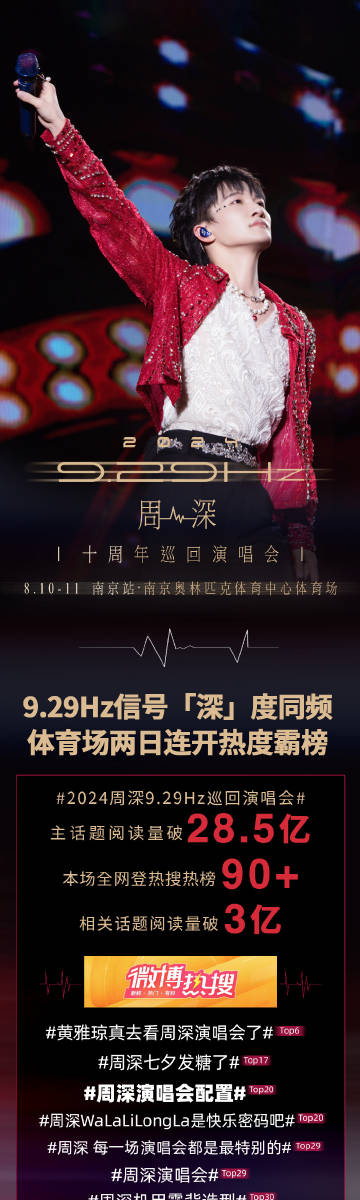 2024
9.29Hz
周深
十周年巡回演唱会
8.10-11 南京站·南京奥林匹克体育中心体育场
9.29Hz信号「深」度同频
体育场两日连开热度霸榜
#2024周深9.29Hz巡回演唱会#
主话题阅读量破28.5亿
本场全网登热搜热榜90+
相关话题阅读量破3亿
微博热搜
#黄雅琼真去看周深演唱会了# Top6
#周深七夕发糖了# Top17
#周深演唱会配置# Top20
#周深WaLaLiLongLa是快乐密码吧# Top20
#周深 每一场演唱会都是最特别的# Top29
#周深演唱会# Top29